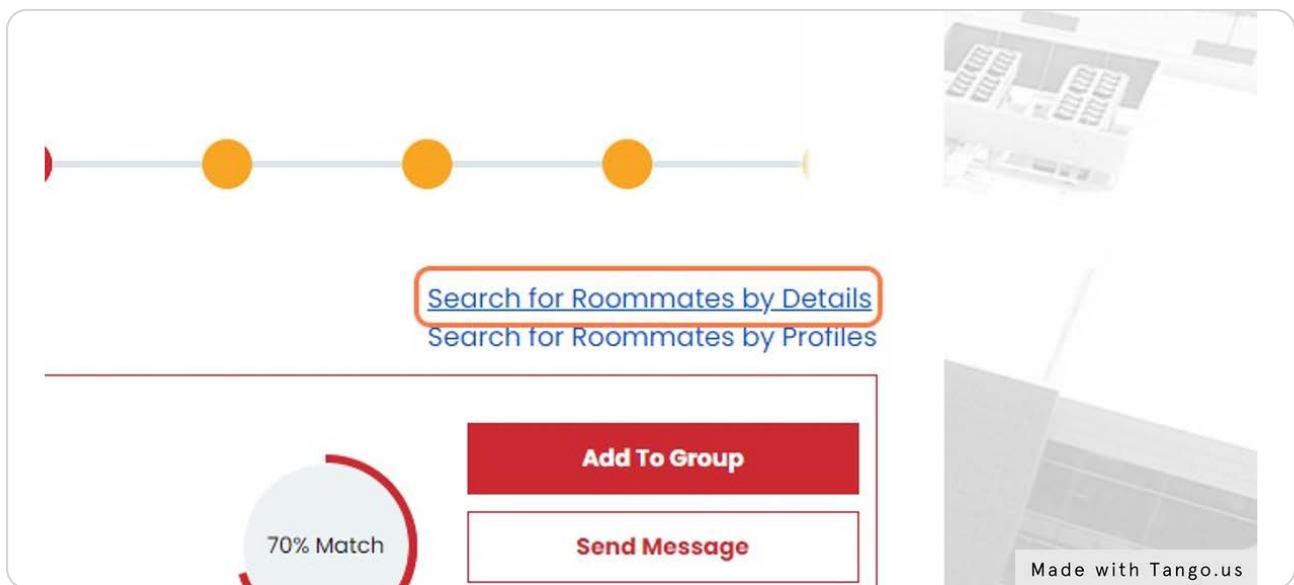 Search for Roommates by Details
Search for Roommates by Profiles
Add To Group
70% Match
Send Message
Made with Tango.us